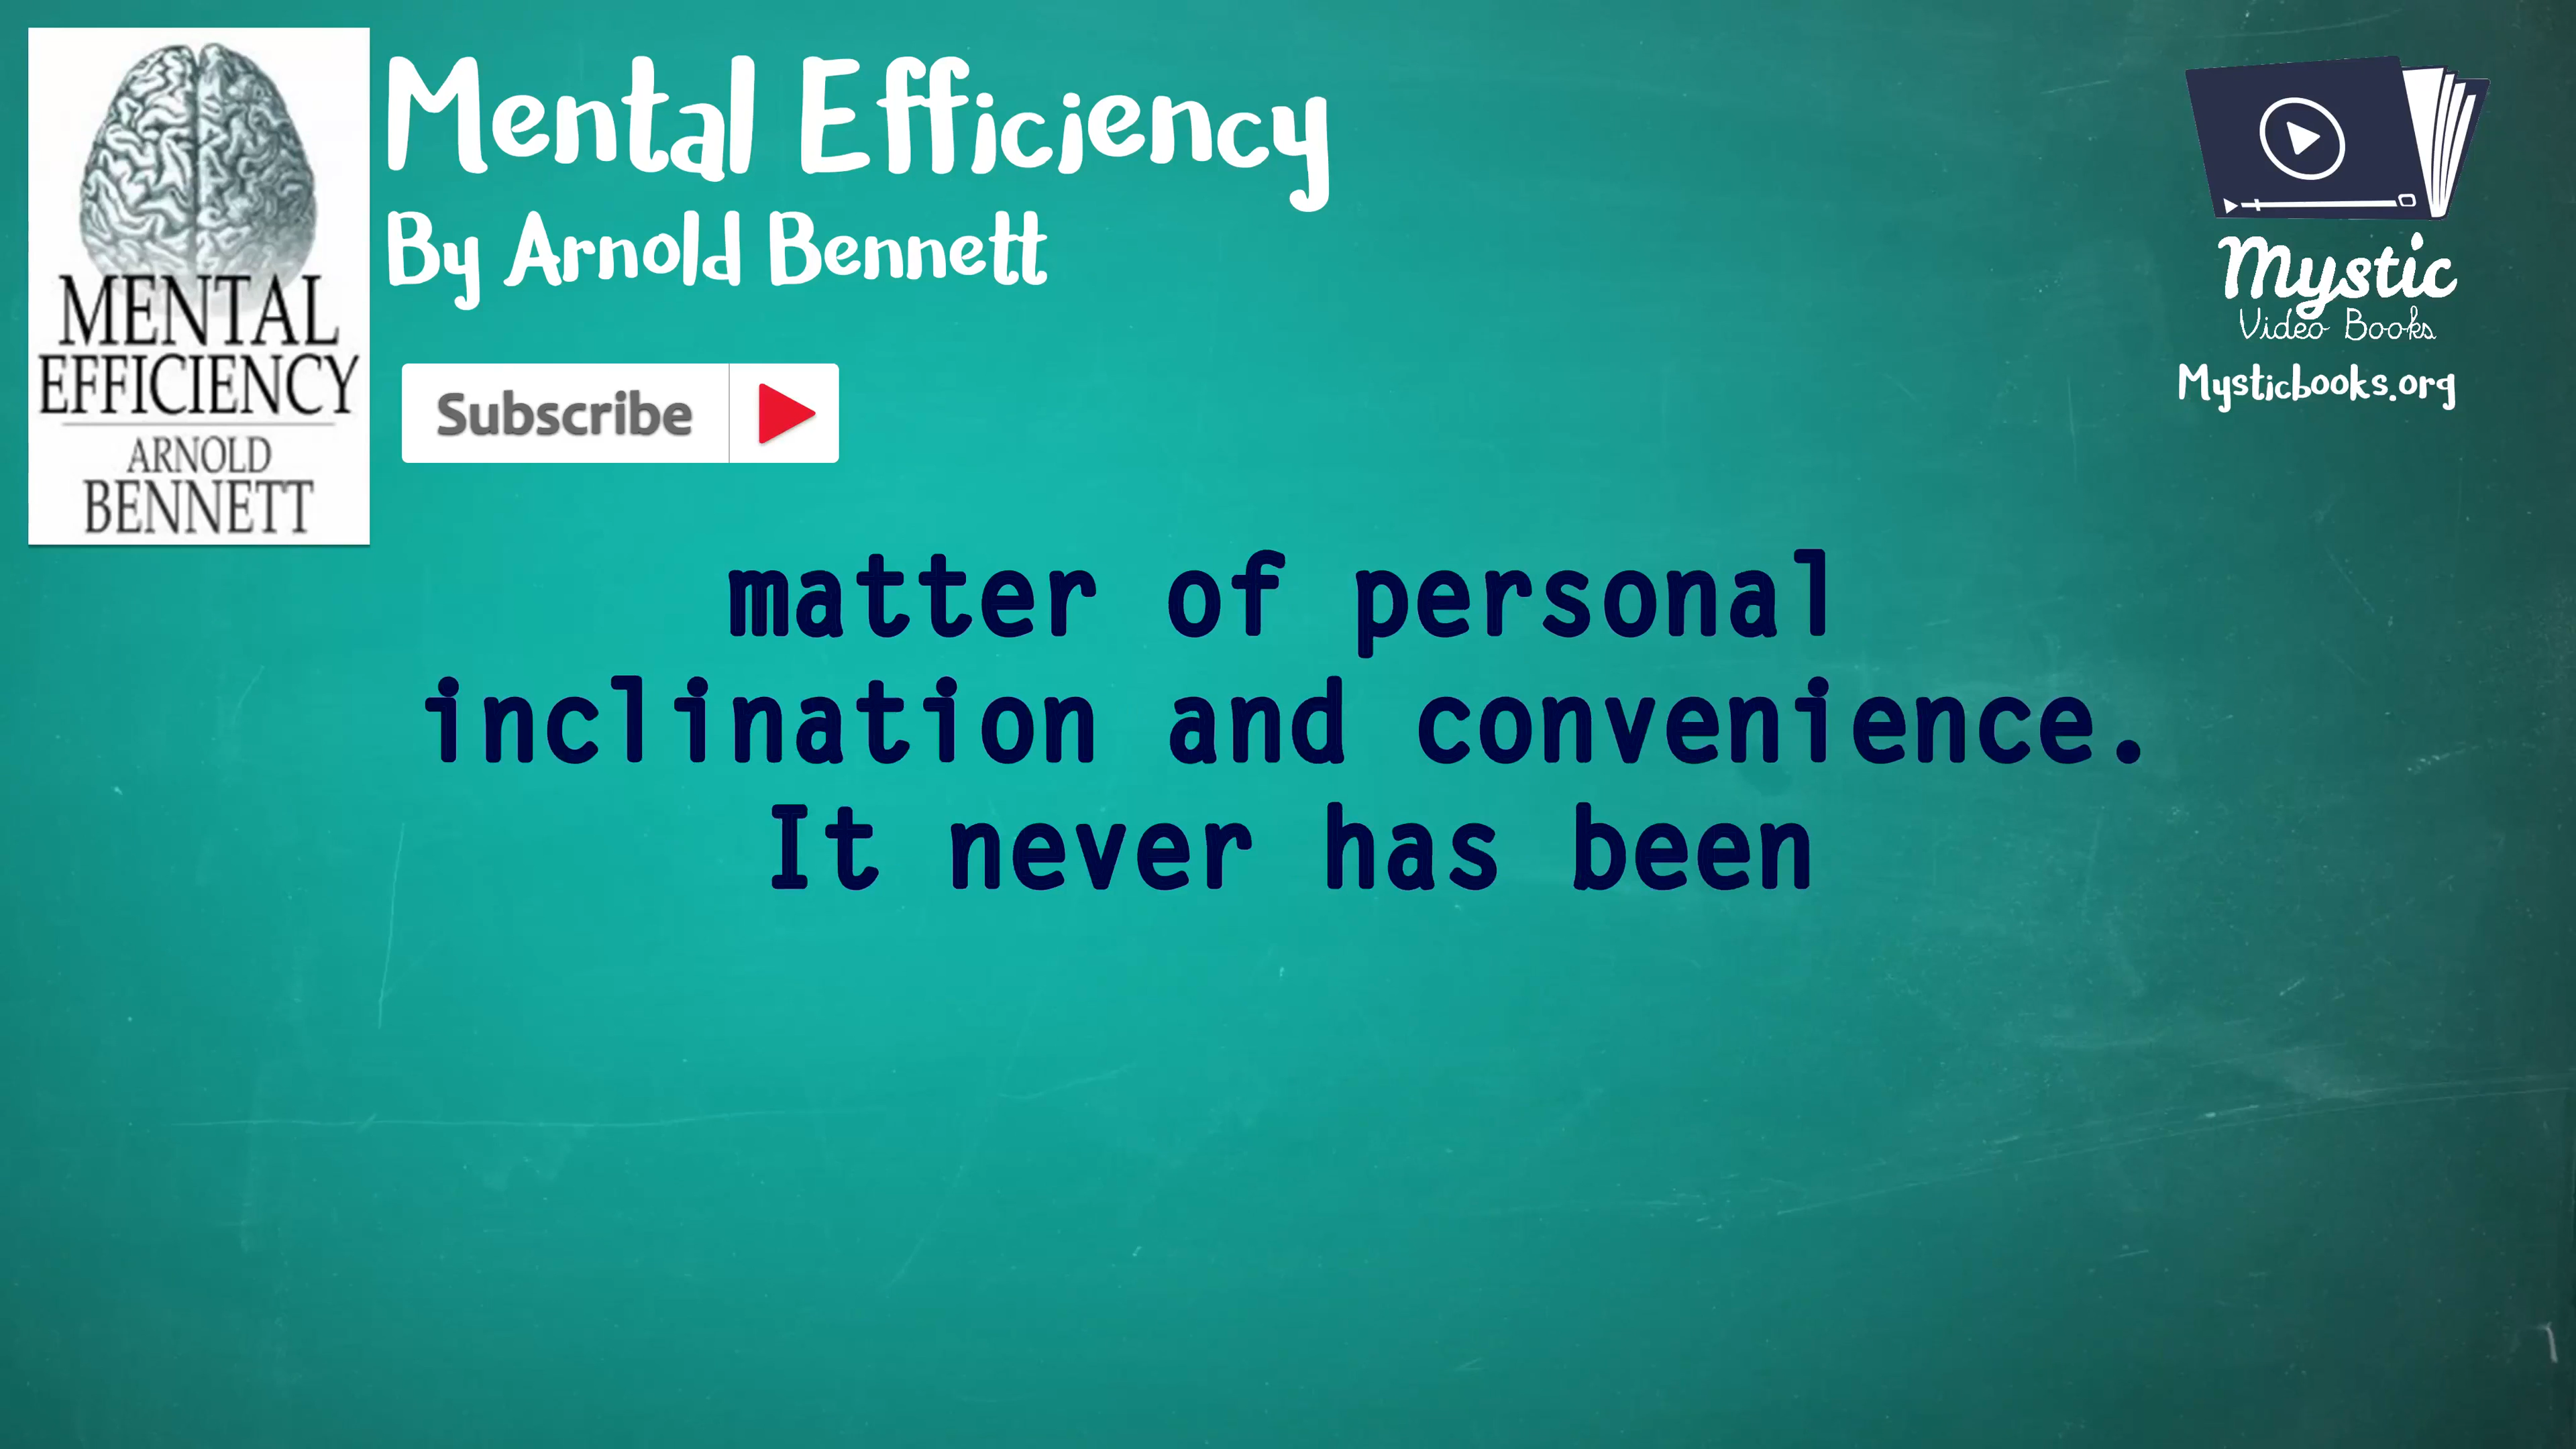 MENTAL
EFFICIENCY
ARNOLD
BENNETT
Mental Efficiency
By Arnold Bennett
Subscribe
Mystic
Video Books
Mysticbooks.org
matter of personal
inclination and convenience.
It never has been